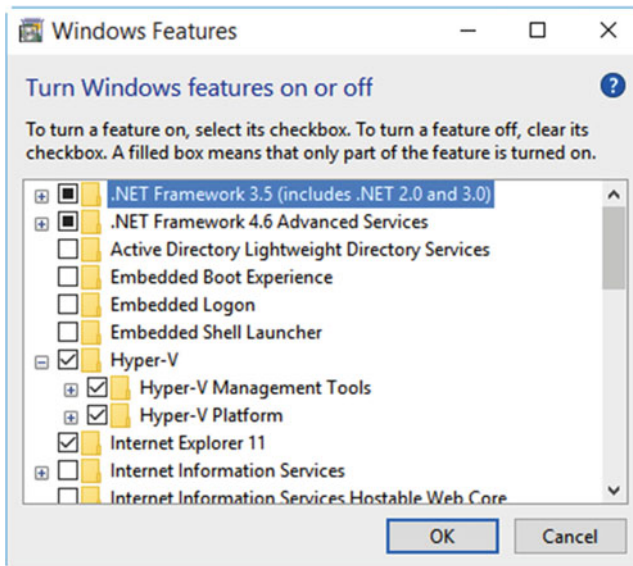 Windows Features
Turn Windows features on or off
?
To turn a feature on, select its checkbox. To turn a feature off, clear its
checkbox. A filled box means that only part of the feature is turned on.
.NET Framework 3.5 (includes .NET 2.0 and 3.0)
.NET Framework 4.6 Advanced Services
Active Directory Lightweight Directory Services
Embedded Boot Experience
Embedded Logon
Embedded Shell Launcher
Hyper-V
Hyper-V Management Tools
Hyper-V Platform
Internet Explorer 11
Internet Information Services
Internet Information Services Hostable Web Core
OK Cancel